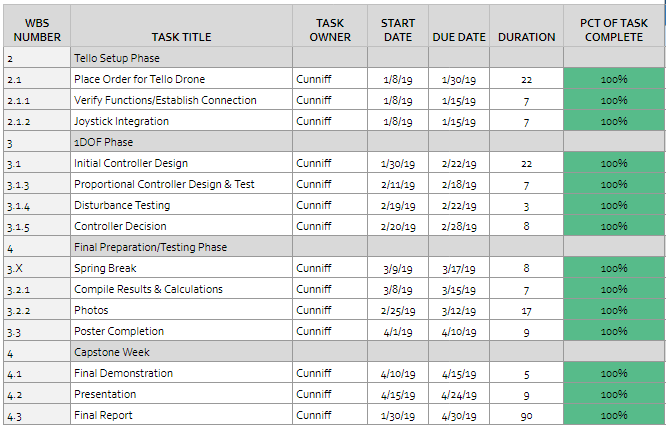 WBS NUMBER TASK TITLE TASK OWNER START DATE DUE DATE DURATION PCT OF TASK COMPLETE
2 Tello Setup Phase
2.1 Place Order for Tello Drone Cunniff 1/8/19 1/30/19 22 100%
2.1.1 Verify Functions/Establish Connection Cunniff 1/8/19 1/15/19 7 100%
2.1.2 Joystick Integration Cunniff 1/8/19 1/15/19 7 100%
3 1DOF Phase
3.1 Initial Controller Design Cunniff 1/30/19 2/22/19 22 100%
3.1.3 Proportional Controller Design & Test Cunniff 2/11/19 2/18/19 7 100%
3.1.4 Disturbance Testing Cunniff 2/19/19 2/22/19 3 100%
3.1.5 Controller Decision Cunniff 2/20/19 2/28/19 8 100%
4 Final Preparation/Testing Phase
3.X Spring Break Cunniff 3/9/19 3/17/19 8 100%
3.2.1 Compile Results & Calculations Cunniff 3/8/19 3/15/19 7 100%
3.2.2 Photos Cunniff 2/25/19 3/12/19 17 100%
3.3 Poster Completion Cunniff 4/1/19 4/10/19 9 100%
4 Capstone Week
4.1 Final Demonstration Cunniff 4/10/19 4/15/19 5 100%
4.2 Presentation Cunniff 4/15/19 4/24/19 9 100%
4.3 Final Report Cunniff 1/30/19 4/30/19 90 100%